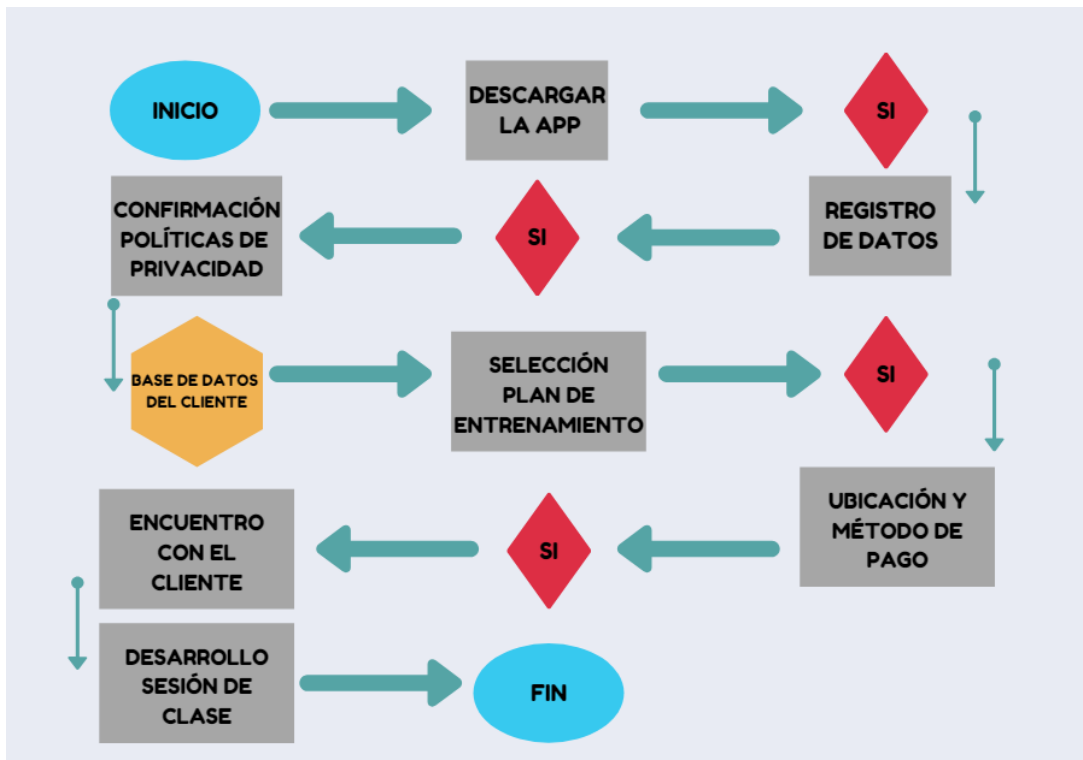 INICIO
DESCARGAR
LA APP
SI
REGISTRO
DE DATOS
SI
CONFIRMACIÓN
POLÍTICAS DE
PRIVACIDAD
BASE DE DATOS
DEL CLIENTE
SELECCIÓN
PLAN DE
ENTRENAMIENTO
SI
UBICACIÓN Y
MÉTODO DE
PAGO
SI
ENCUENTRO
CON EL
CLIENTE
DESARROLLO
SESIÓN DE
CLASE
FIN